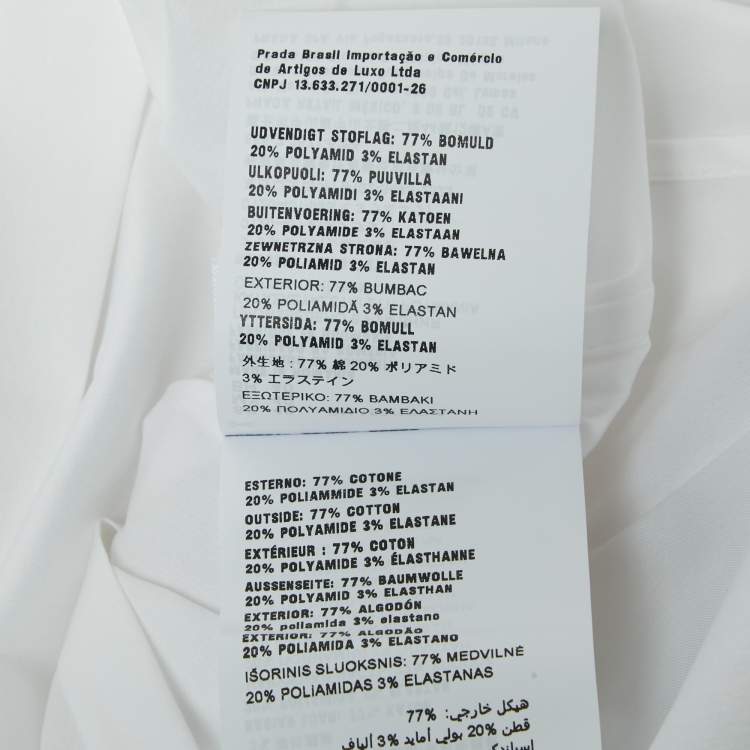 Prada Brasil Importação e Comércio
de Artigos de Luxo Ltda
CNPJ 13.633.271/0001-26
UDVENDIGT STOFLAG: 77% BOMULD
20% POLYAMID 3% ELASTAN
ULKOPUOLI: 77% PUUVILLA
20% POLYAMIDI 3% ELASTAANI
BUITENVOERING: 77% KATOEN
20% POLYAMIDE 3% ELASTAAN
ZEWNETRZNA STRONA: 77% BAWELNA
20% POLIAMID 3% ELASTAN
EXTERIOR: 77% BUMBAC
20% POLIAMIDĂ 3% ELASTAN
YTTERSIDA: 77% BOMULL
20% POLYAMID 3% ELASTAN
外生地 : 77% 綿 20% ポリアミド
3% エラステイン
ΕΞΩΤΕΡΙΚΟ: 77% ΒΑΜΒΑΚΙ
20% ΠΟΛΥΑΜΙΔΙΟ 3% ΕΛΑΣΤΑΝΗ
ESTERNO: 77% COTONE
20% POLIAMMIDE 3% ELASTAN
OUTSIDE: 77% COTTON
20% POLYAMIDE 3% ELASTANE
EXTÉRIEUR : 77% COTON
20% POLYAMIDE 3% ÉLASTHANNE
AUSSENSEITE: 77% BAUMWOLLE
20% POLYAMID 3% ELASTHAN
EXTERIOR: 77% ALGODÓN
20% poliamida 3% elastano
EXTERIOR: 77% ALGODÃO
20% POLIAMIDA 3% ELASTANO
IŠORINIS SLUOKSNIS: 77% MEDVILNĖ
20% POLIAMIDAS 3% ELASTANAS
هيكل خارجي: 77%
قطن 20% بولي أمايد 3% ألياف